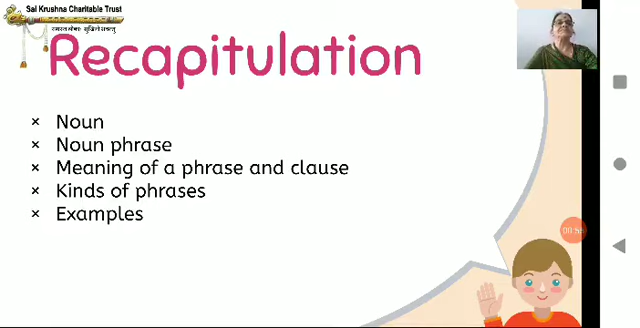 Sai Krushna Charitable Trust
Recapitulation
× Noun
× Noun phrase
× Meaning of a phrase and clause
× Kinds of phrases
× Examples